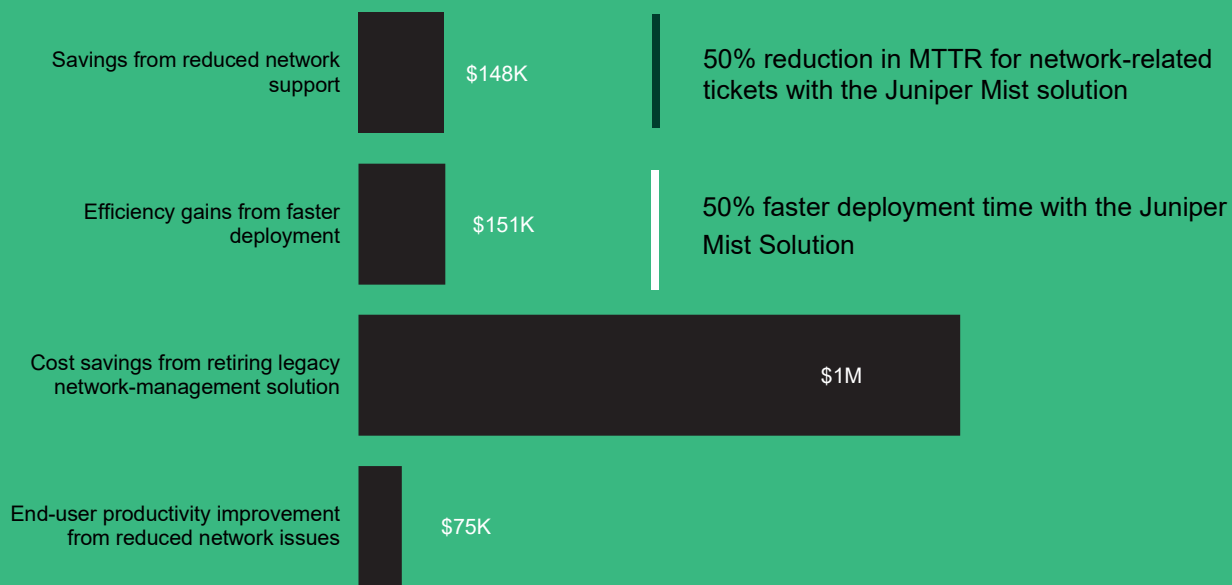 Savings from reduced network
support
$148K
50% reduction in MTTR for network-related
tickets with the Juniper Mist solution
Efficiency gains from faster
deployment
$151K
50% faster deployment time with the Juniper
Mist Solution
Cost savings from retiring legacy
network-management solution
$1M
End-user productivity improvement
from reduced network issues
$75K